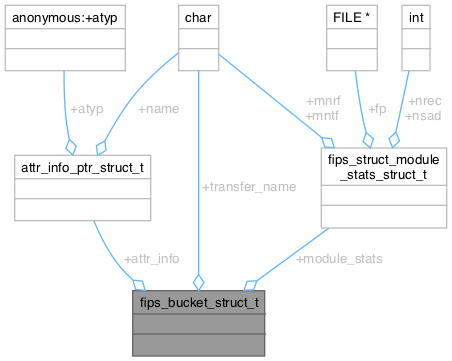 anonymous:+atyp
char
FILE *
int
+atyp
+name
+mnrf
+mntf
+fp
+nrec
+nsad
attr_info_ptr_struct_t
+transfer_name
fips_struct_module
_stats_struct_t
+attr_info
+module_stats
fips_bucket_struct_t